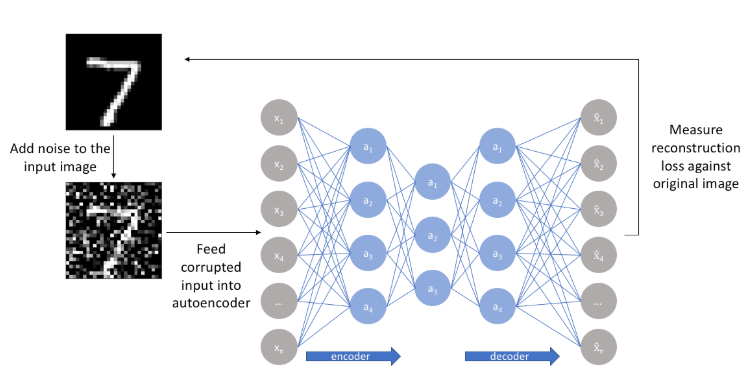 Add noise to the
input image
Feed
corrupted
input into
autoencoder
x₁
x₂
x₃
x₄
...
xₙ
a₁
a₂
a₃
a₄
a₁
a₂
a₃
a₁
a₂
a₃
a₄
x̂₁
x̂₂
x̂₃
x̂₄
...
x̂ₙ
encoder
decoder
Measure
reconstruction
loss against
original image
7
7